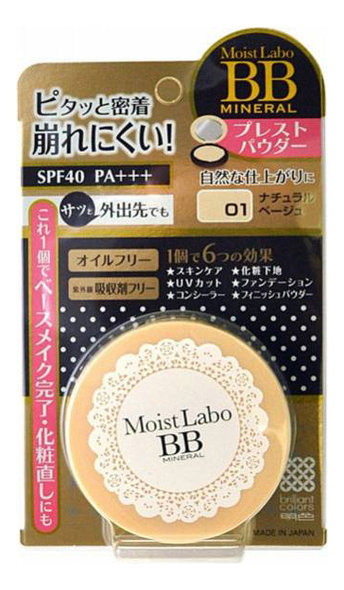 Moist Labo
BB
MINERAL
プレスト
パウダー
ピタッと密着
崩れにくい!
SPF40 PA+++
自然な仕上がりに
01 ナチュラル
ベージュ
サッと 外出先でも
これ1個でベースメイク完了・化粧直しにも
オイルフリー
紫外線 吸収剤フリー
1個で6つの効果
★スキンケア ★化粧下地
★UVカット ★ファンデーション
★コンシーラー ★フィニッシュパウダー
Moist Labo
BB
MINERAL
brilliant
colors
明色
MADE IN JAPAN